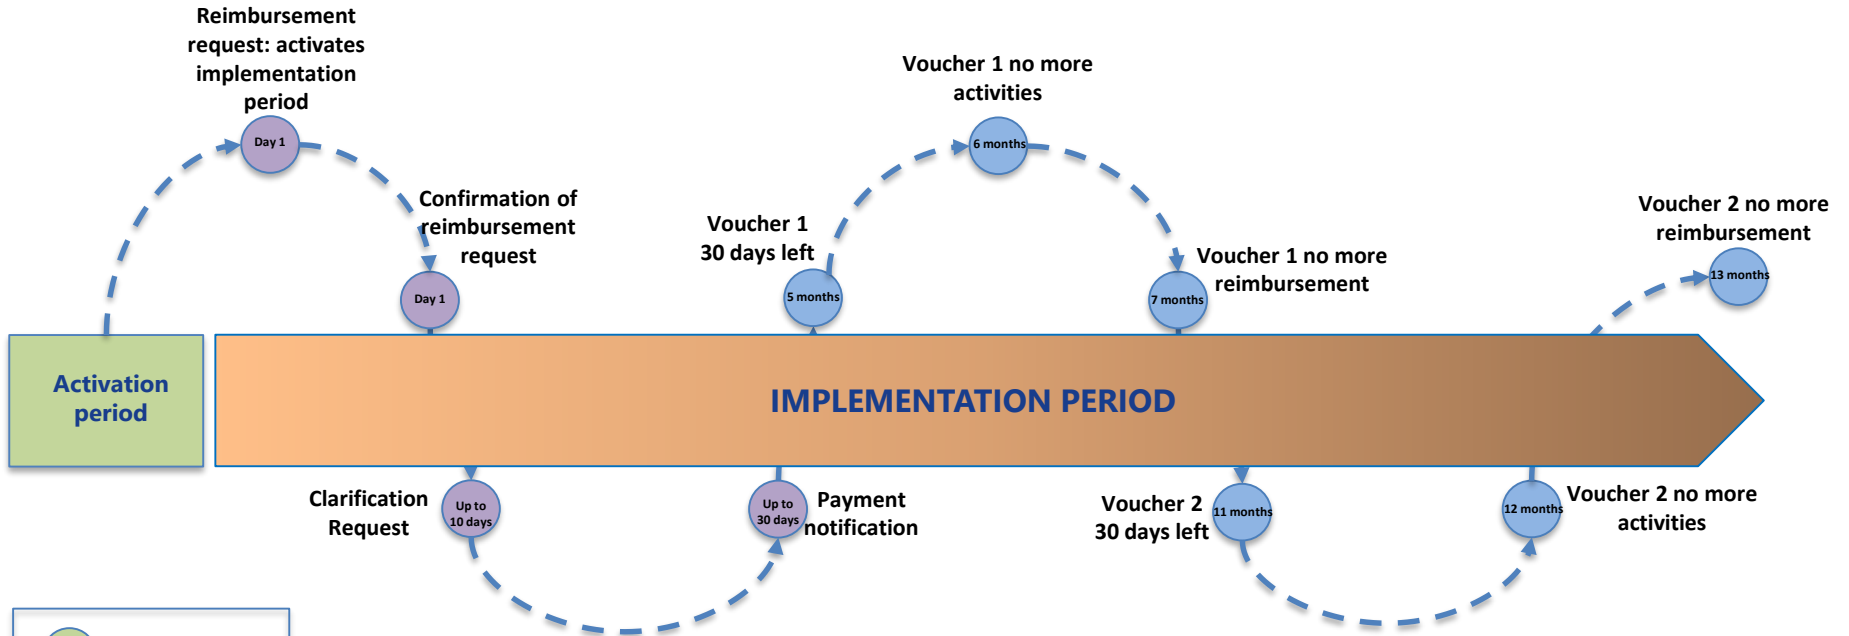 Reimbursement
request: activates
implementation
period
Day 1
Confirmation of
reimbursement
request
Day 1
Voucher 1
30 days left
5 months
Voucher 1 no more
activities
6 months
Voucher 1 no more
reimbursement
7 months
Voucher 2 no more
reimbursement
13 months
Activation
period
IMPLEMENTATION PERIOD
Clarification
Request
Up to
10 days
Up to
30 days
Payment
notification
Voucher 2
30 days left
11 months
12 months
Voucher 2 no more
activities